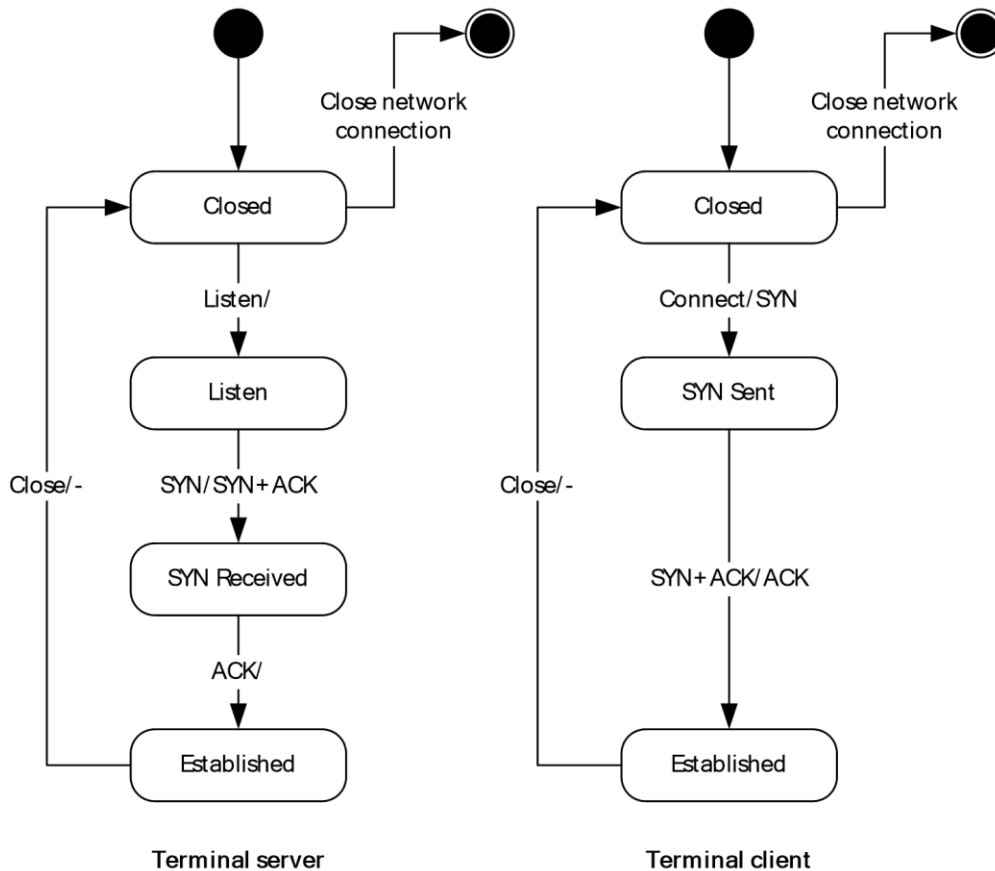 Close network
connection
Closed
Listen/
Listen
Close/-
SYN/SYN+ACK
SYN Received
ACK/
Established
Terminal server
Close network
connection
Closed
Connect/SYN
SYN Sent
Close/-
SYN+ACK/ACK
Established
Terminal client